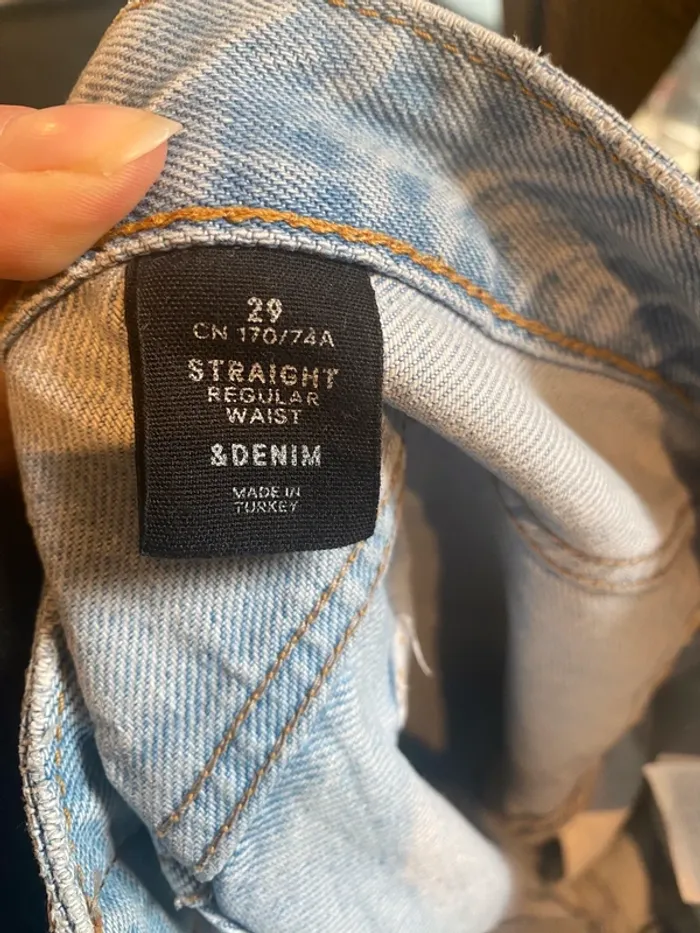 29
CN 170/74A
STRAIGHT
REGULAR
WAIST
&DENIM
MADE IN
TURKEY